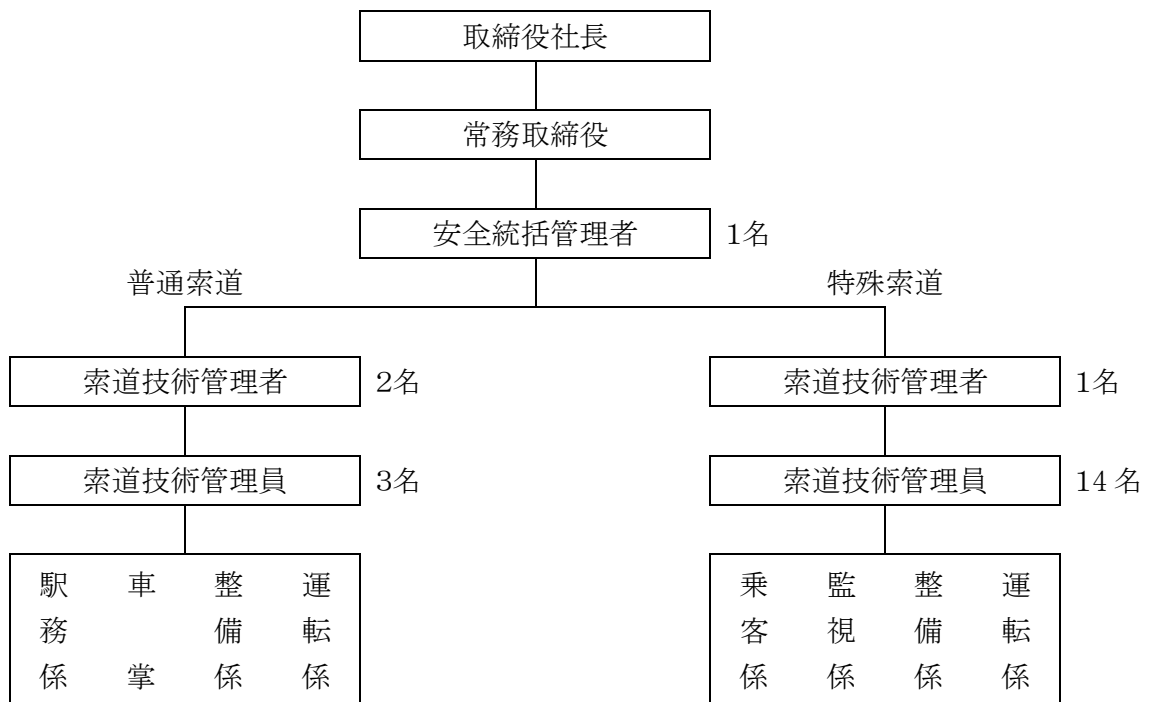 取締役社長
常務取締役
安全統括管理者 1名
普通索道
特殊索道
索道技術管理者 2名
索道技術管理者 1名
索道技術管理員 3名
索道技術管理員 14名
運転係
整備係
車掌
駅務係
運転係
整備係
監視係
乗客係